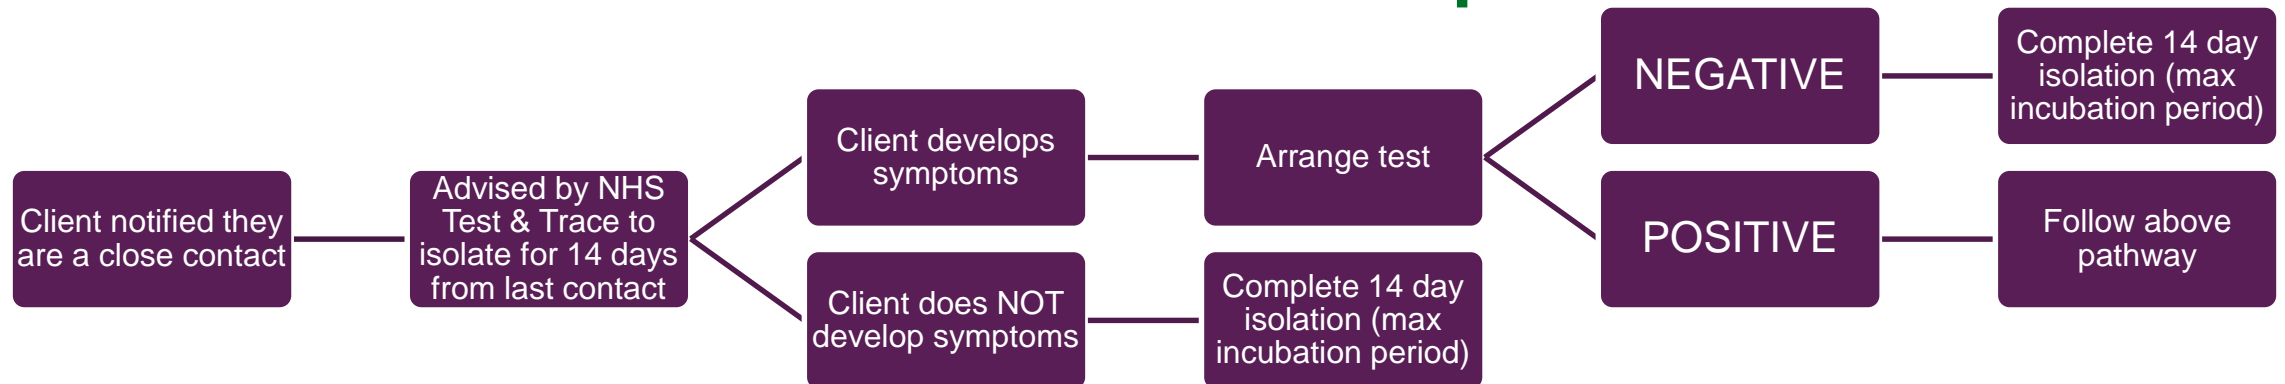 Client notified they
are a close contact
Advised by NHS
Test & Trace to
isolate for 14 days
from last contact
Client develops
symptoms
Arrange test
NEGATIVE
Complete 14 day
isolation (max
incubation period)
POSITIVE
Follow above
pathway
Client does NOT
develop symptoms
Complete 14 day
isolation (max
incubation period)